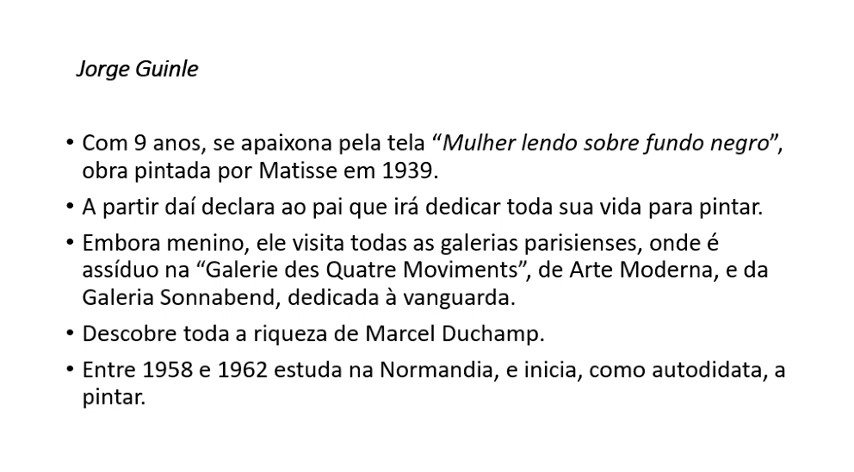 Jorge Guinle
• Com 9 anos, se apaixona pela tela “Mulher lendo sobre fundo negro”,
obra pintada por Matisse em 1939.
• A partir daí declara ao pai que irá dedicar toda sua vida para pintar.
• Embora menino, ele visita todas as galerias parisienses, onde é
assíduo na “Galerie des Quatre Moviments”, de Arte Moderna, e da
Galeria Sonnabend, dedicada à vanguarda.
• Descobre toda a riqueza de Marcel Duchamp.
• Entre 1958 e 1962 estuda na Normandia, e inicia, como autodidata, a
pintar.